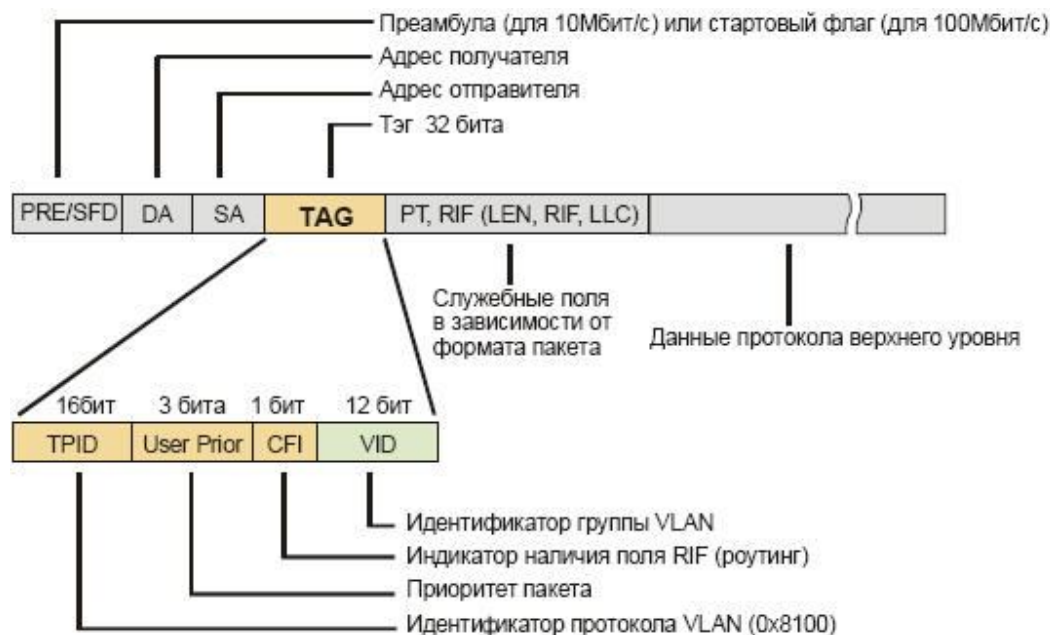 Преамбула (для 10Мбит/с) или стартовый флаг (для 100Мбит/с)
Адрес получателя
Адрес отправителя
Тэг 32 бита
PRE/SFD DA SA TAG PT, RIF (LEN, RIF, LLC)
Служебные поля
в зависимости от
формата пакета
Данные протокола верхнего уровня
16бит 3 бита 1 бит 12 бит
TPID User Prior CFI VID
Идентификатор группы VLAN
Индикатор наличия поля RIF (роутинг)
Приоритет пакета
Идентификатор протокола VLAN (0x8100)